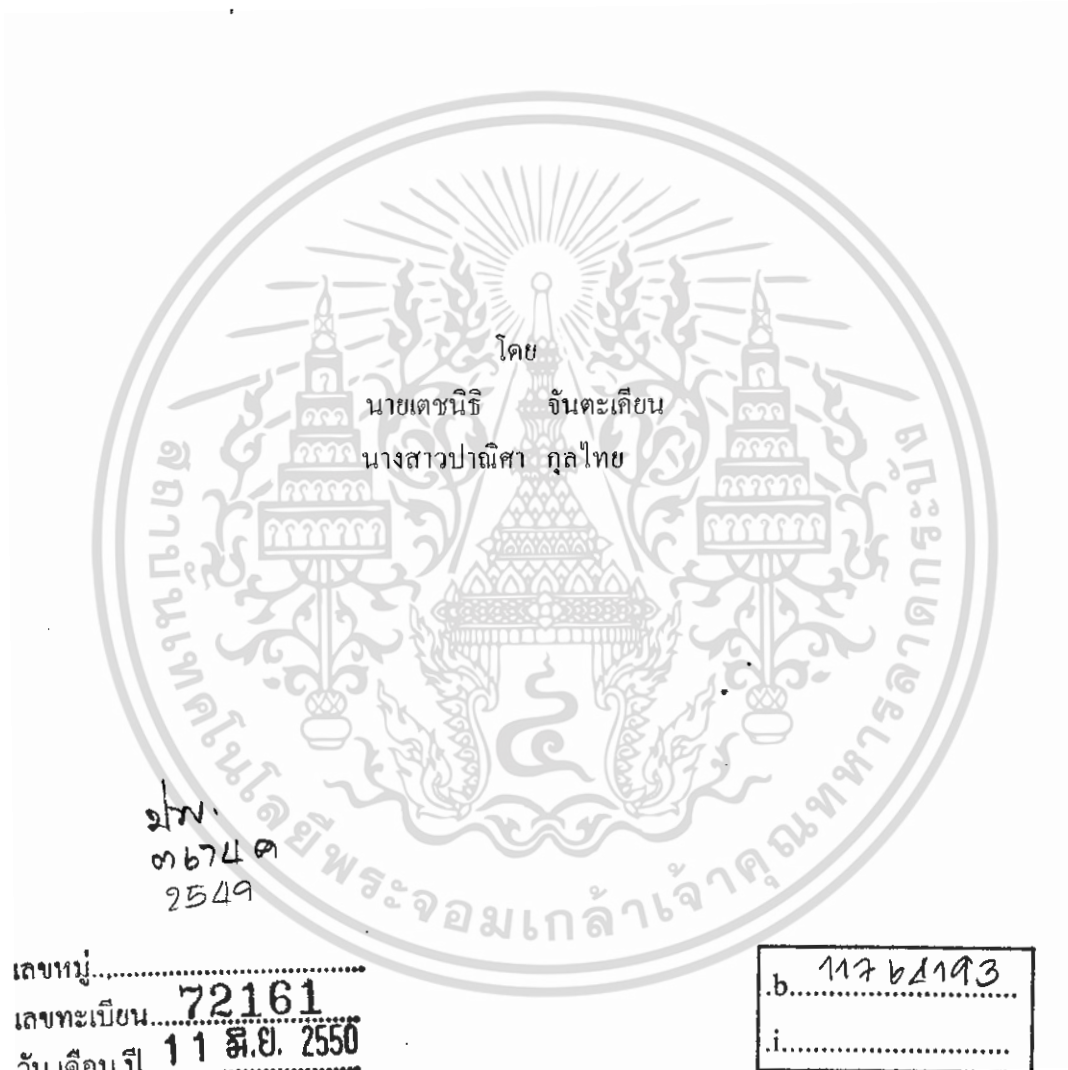 โดย
นายเตชนิธิ จันตะเคียน
นางสาวปาณิศา กุลไทย
สถาบันเทคโนโลยีพระจอมเกล้าเจ้าคุณทหารลาดกระบัง
๔
ปพ.
2549
เลขหมู่
เลขทะเบียน 72161
วัน เดือน ปี 11 มิ.ย. 2550
.b.
.i.